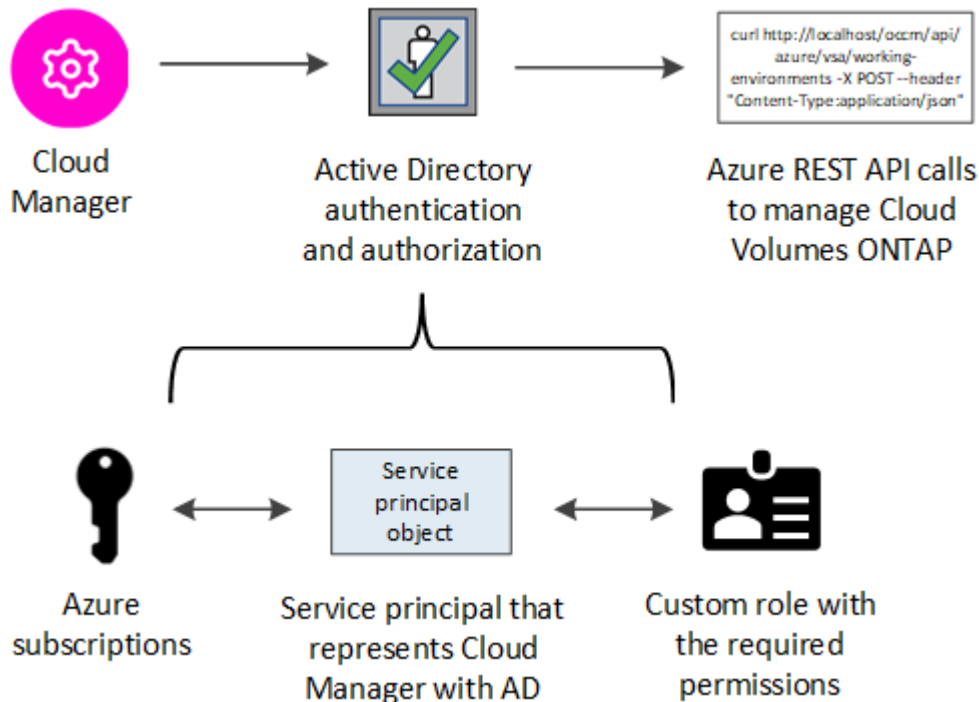 curl http://localhost/occm/api/
azure/vsa/working-
environments -X POST --header
"Content-Type:application/json"
Cloud
Manager
Active Directory
authentication
and authorization
Azure REST API calls
to manage Cloud
Volumes ONTAP
Service
principal
object
Azure
subscriptions
Service principal that
represents Cloud
Manager with AD
Custom role with
the required
permissions